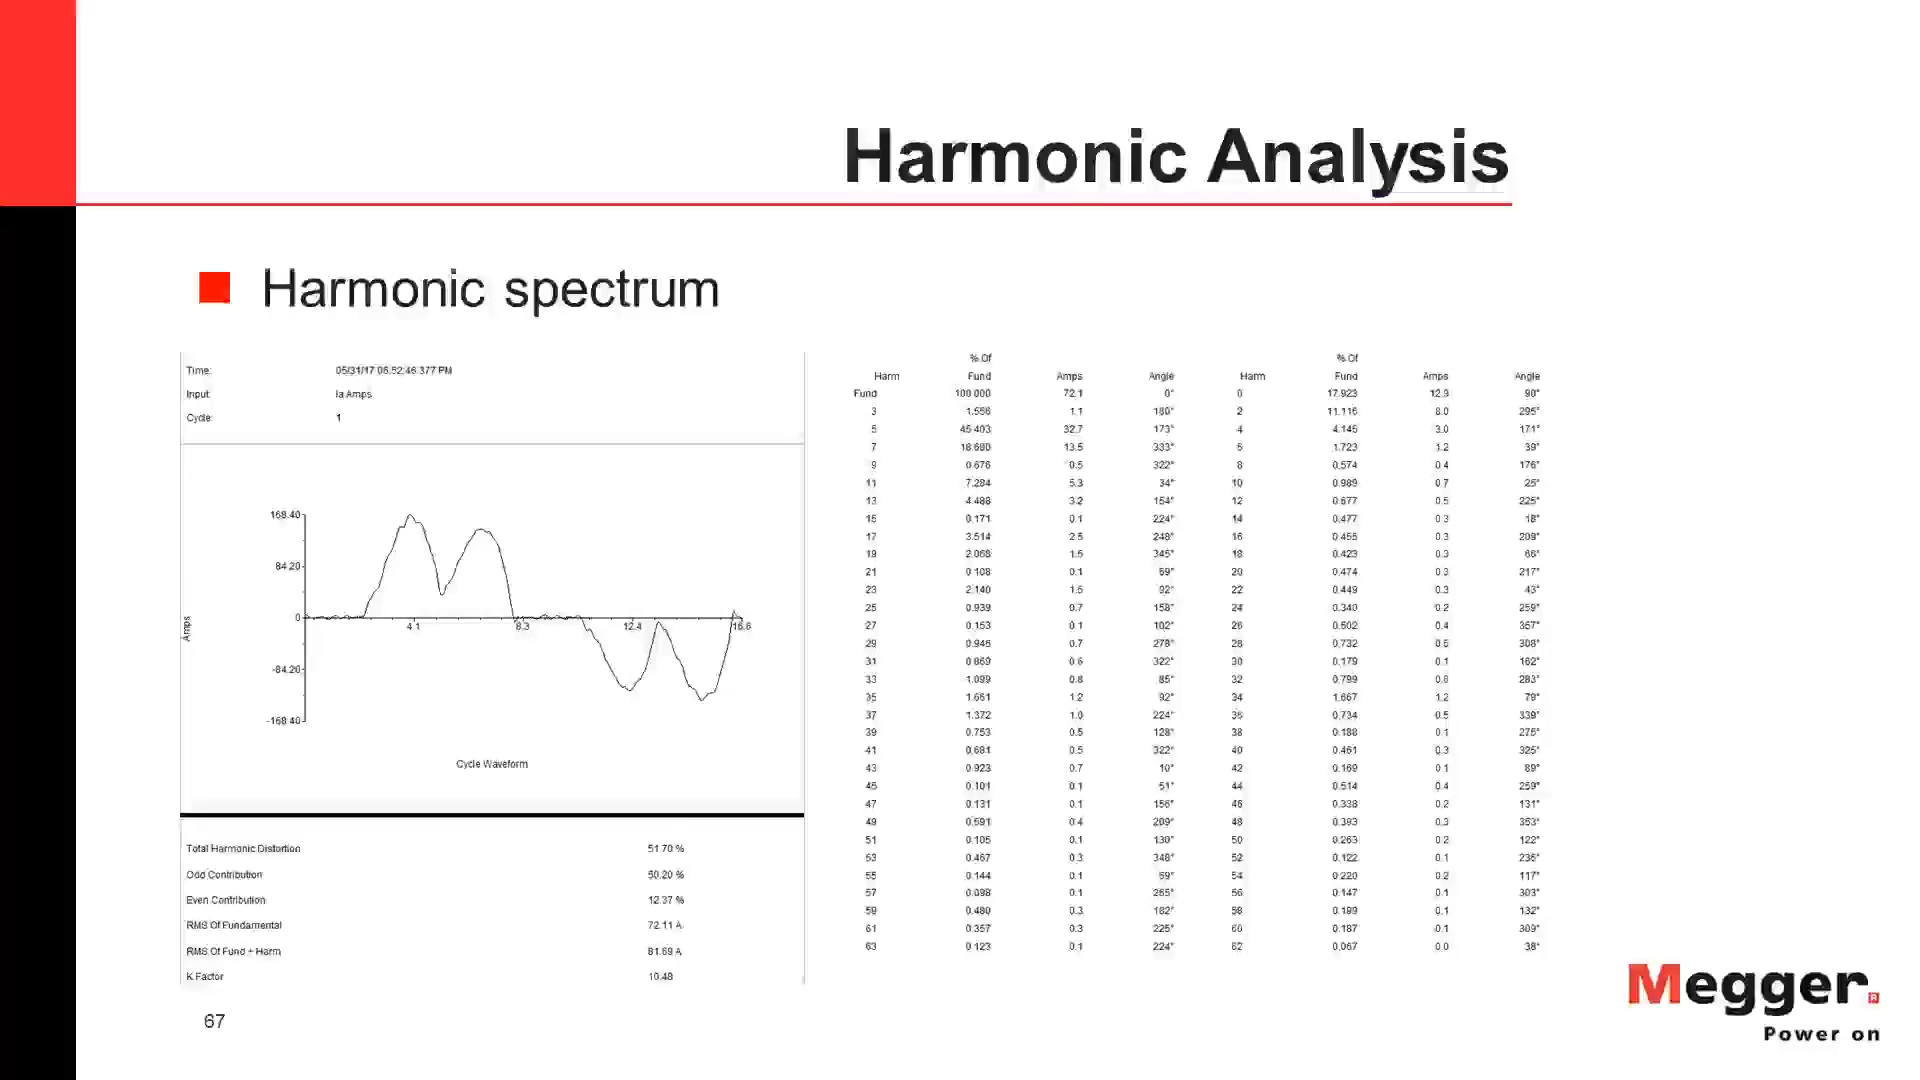 Harmonic Analysis
Harmonic spectrum
Time: 05/31/17 06:52:46.377 PM
Input: Ia Amps
Cycle: 1
168.40
84.20
0
-84.20
-168.40
Amps
4.1 8.3 12.4 16.6
Cycle Waveform
Total Harmonic Distortion 51.70 %
Odd Contribution 50.20 %
Even Contribution 12.37 %
RMS Of Fundamental 72.11 A
RMS Of Fund + Harm 81.69 A
K Factor 10.48
% Of % Of
Harm Fund Amps Angle Harm Fund Amps Angle
Fund 100.000 72.1 0° 0 17.923 12.9 90°
3 1.556 1.1 180° 2 11.116 8.0 295°
5 45.403 32.7 173° 4 4.145 3.0 171°
7 18.680 13.5 333° 6 1.723 1.2 39°
9 0.676 0.5 322° 8 0.574 0.4 176°
11 7.284 5.3 34° 10 0.989 0.7 25°
13 4.488 3.2 154° 12 0.677 0.5 225°
15 0.171 0.1 224° 14 0.477 0.3 18°
17 3.514 2.5 248° 16 0.455 0.3 209°
19 2.068 1.5 345° 18 0.423 0.3 66°
21 0.108 0.1 69° 20 0.474 0.3 217°
23 2.140 1.5 92° 22 0.449 0.3 43°
25 0.939 0.7 158° 24 0.340 0.2 259°
27 0.153 0.1 102° 26 0.502 0.4 357°
29 0.946 0.7 278° 28 0.732 0.5 308°
31 0.869 0.6 322° 30 0.179 0.1 162°
33 1.099 0.8 85° 32 0.799 0.6 283°
35 1.661 1.2 92° 34 1.667 1.2 79°
37 1.372 1.0 224° 36 0.734 0.5 339°
39 0.753 0.5 128° 38 0.188 0.1 275°
41 0.681 0.5 322° 40 0.461 0.3 325°
43 0.923 0.7 10° 42 0.169 0.1 89°
45 0.101 0.1 51° 44 0.514 0.4 259°
47 0.131 0.1 156° 46 0.338 0.2 131°
49 0.591 0.4 209° 48 0.393 0.3 353°
51 0.105 0.1 130° 50 0.263 0.2 122°
53 0.467 0.3 348° 52 0.122 0.1 236°
55 0.144 0.1 69° 54 0.220 0.2 117°
57 0.098 0.1 265° 56 0.147 0.1 303°
59 0.480 0.3 162° 58 0.199 0.1 132°
61 0.357 0.3 225° 60 0.187 0.1 309°
63 0.123 0.1 224° 62 0.067 0.0 38°
67
Megger®
Power on